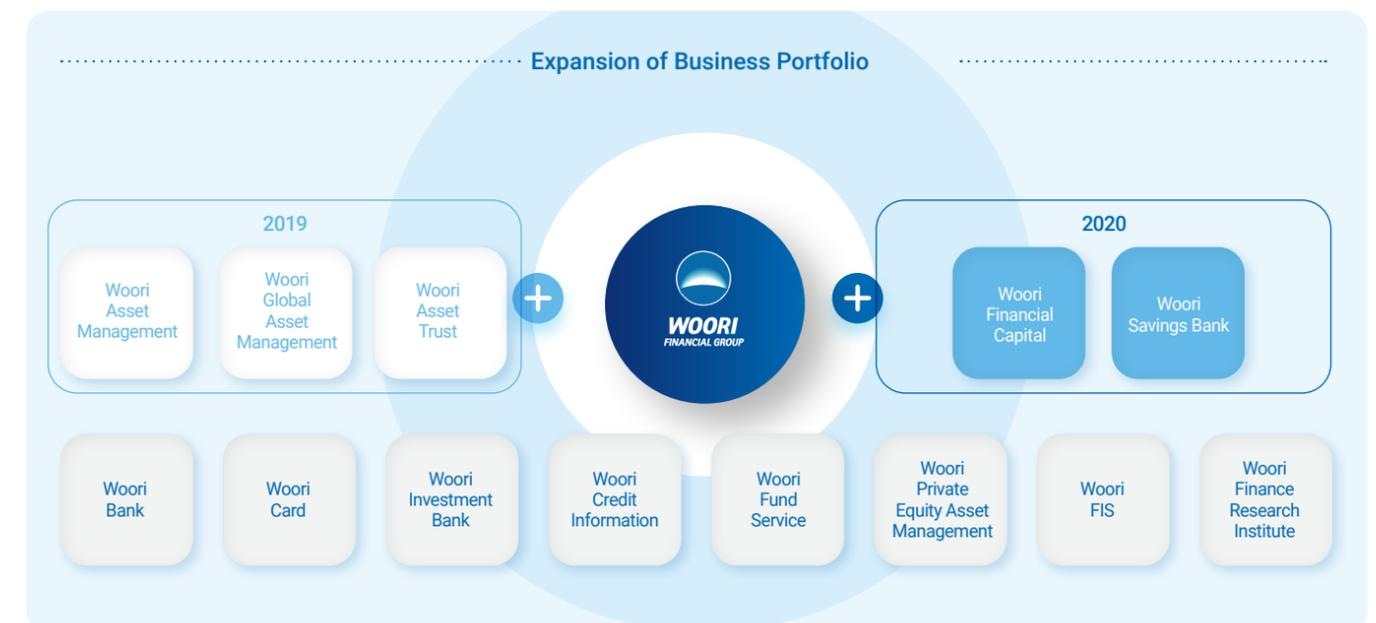 Expansion of Business Portfolio
2019
Woori
Asset
Management
Woori
Global
Asset
Management
Woori
Asset
Trust
WOORI
FINANCIAL GROUP
2020
Woori
Financial
Capital
Woori
Savings Bank
Woori
Bank
Woori
Card
Woori
Investment
Bank
Woori
Credit
Information
Woori
Fund
Service
Woori
Private
Equity Asset
Management
Woori
FIS
Woori
Finance
Research
Institute